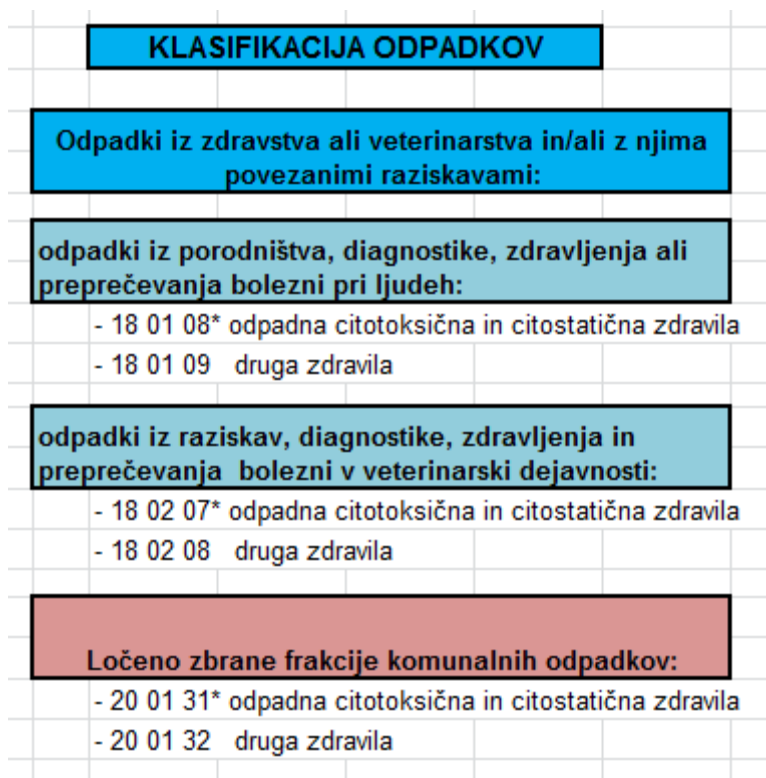 KLASIFIKACIJA ODPADKOV
Odpadki iz zdravstva ali veterinarstva in/ali z njima
povezanimi raziskavami:
odpadki iz porodništva, diagnostike, zdravljenja ali
preprečevanja bolezni pri ljudeh:
- 18 01 08* odpadna citotoksična in citostatična zdravila
- 18 01 09 druga zdravila
odpadki iz raziskav, diagnostike, zdravljenja in
preprečevanja bolezni v veterinarski dejavnosti:
- 18 02 07* odpadna citotoksična in citostatična zdravila
- 18 02 08 druga zdravila
Ločeno zbrane frakcije komunalnih odpadkov:
- 20 01 31* odpadna citotoksična in citostatična zdravila
- 20 01 32 druga zdravila